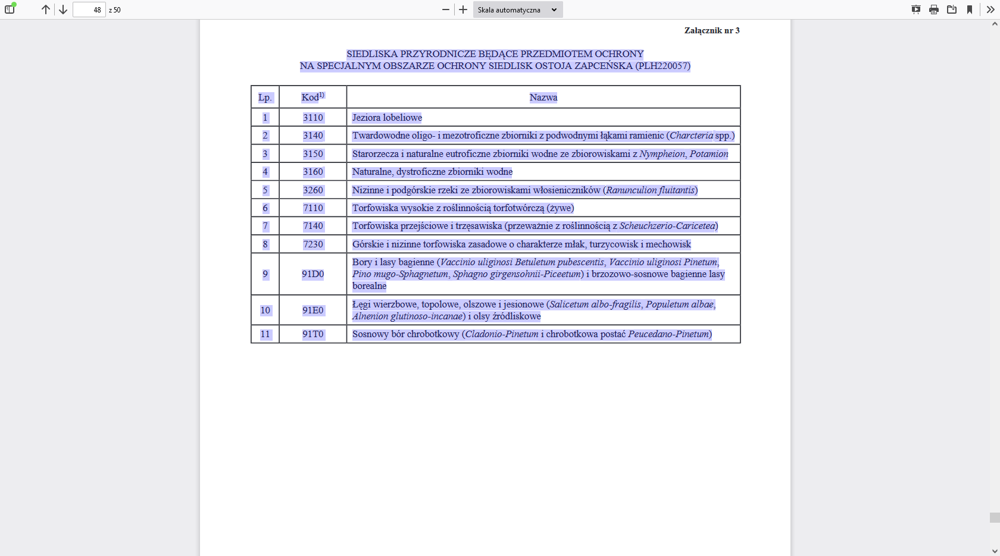 48 z 50 Skala automatyczna
Załącznik nr 3
SIEDLISKA PRZYRODNICZE BĘDĄCE PRZEDMIOTEM OCHRONY
NA SPECJALNYM OBSZARZE OCHRONY SIEDLISK OSTOJA ZAPCEŃSKA (PLH220057)
Lp. Kod1) Nazwa
1 3110 Jeziora lobeliowe
2 3140 Twardowodne oligo- i mezotroficzne zbiorniki z podwodnymi łąkami ramienic (Charcteria spp.)
3 3150 Starorzecza i naturalne eutroficzne zbiorniki wodne ze zbiorowiskami z Nympheion, Potamion
4 3160 Naturalne, dystroficzne zbiorniki wodne
5 3260 Nizinne i podgórskie rzeki ze zbiorowiskami włosieniczników (Ranunculion fluitantis)
6 7110 Torfowiska wysokie z roślinnością torfotwórczą (żywe)
7 7140 Torfowiska przejściowe i trzęsawiska (przeważnie z roślinnością z Scheuchzerio-Caricetea)
8 7230 Górskie i nizinne torfowiska zasadowe o charakterze młak, turzycowisk i mechowisk
9 91D0 Bory i lasy bagienne (Vaccinio uliginosi Betuletum pubescentis, Vaccinio uliginosi Pinetum,
Pino mugo-Sphagnetum, Sphagno girgensohnii-Piceetum) i brzozowo-sosnowe bagienne lasy
borealne
10 91E0 Łęgi wierzbowe, topolowe, olszowe i jesionowe (Salicetum albo-fragilis, Populetum albae,
Alnenion glutinoso-incanae) i olsy źródliskowe
11 91T0 Sosnowy bór chrobotkowy (Cladonio-Pinetum i chrobotkowa postać Peucedano-Pinetum)